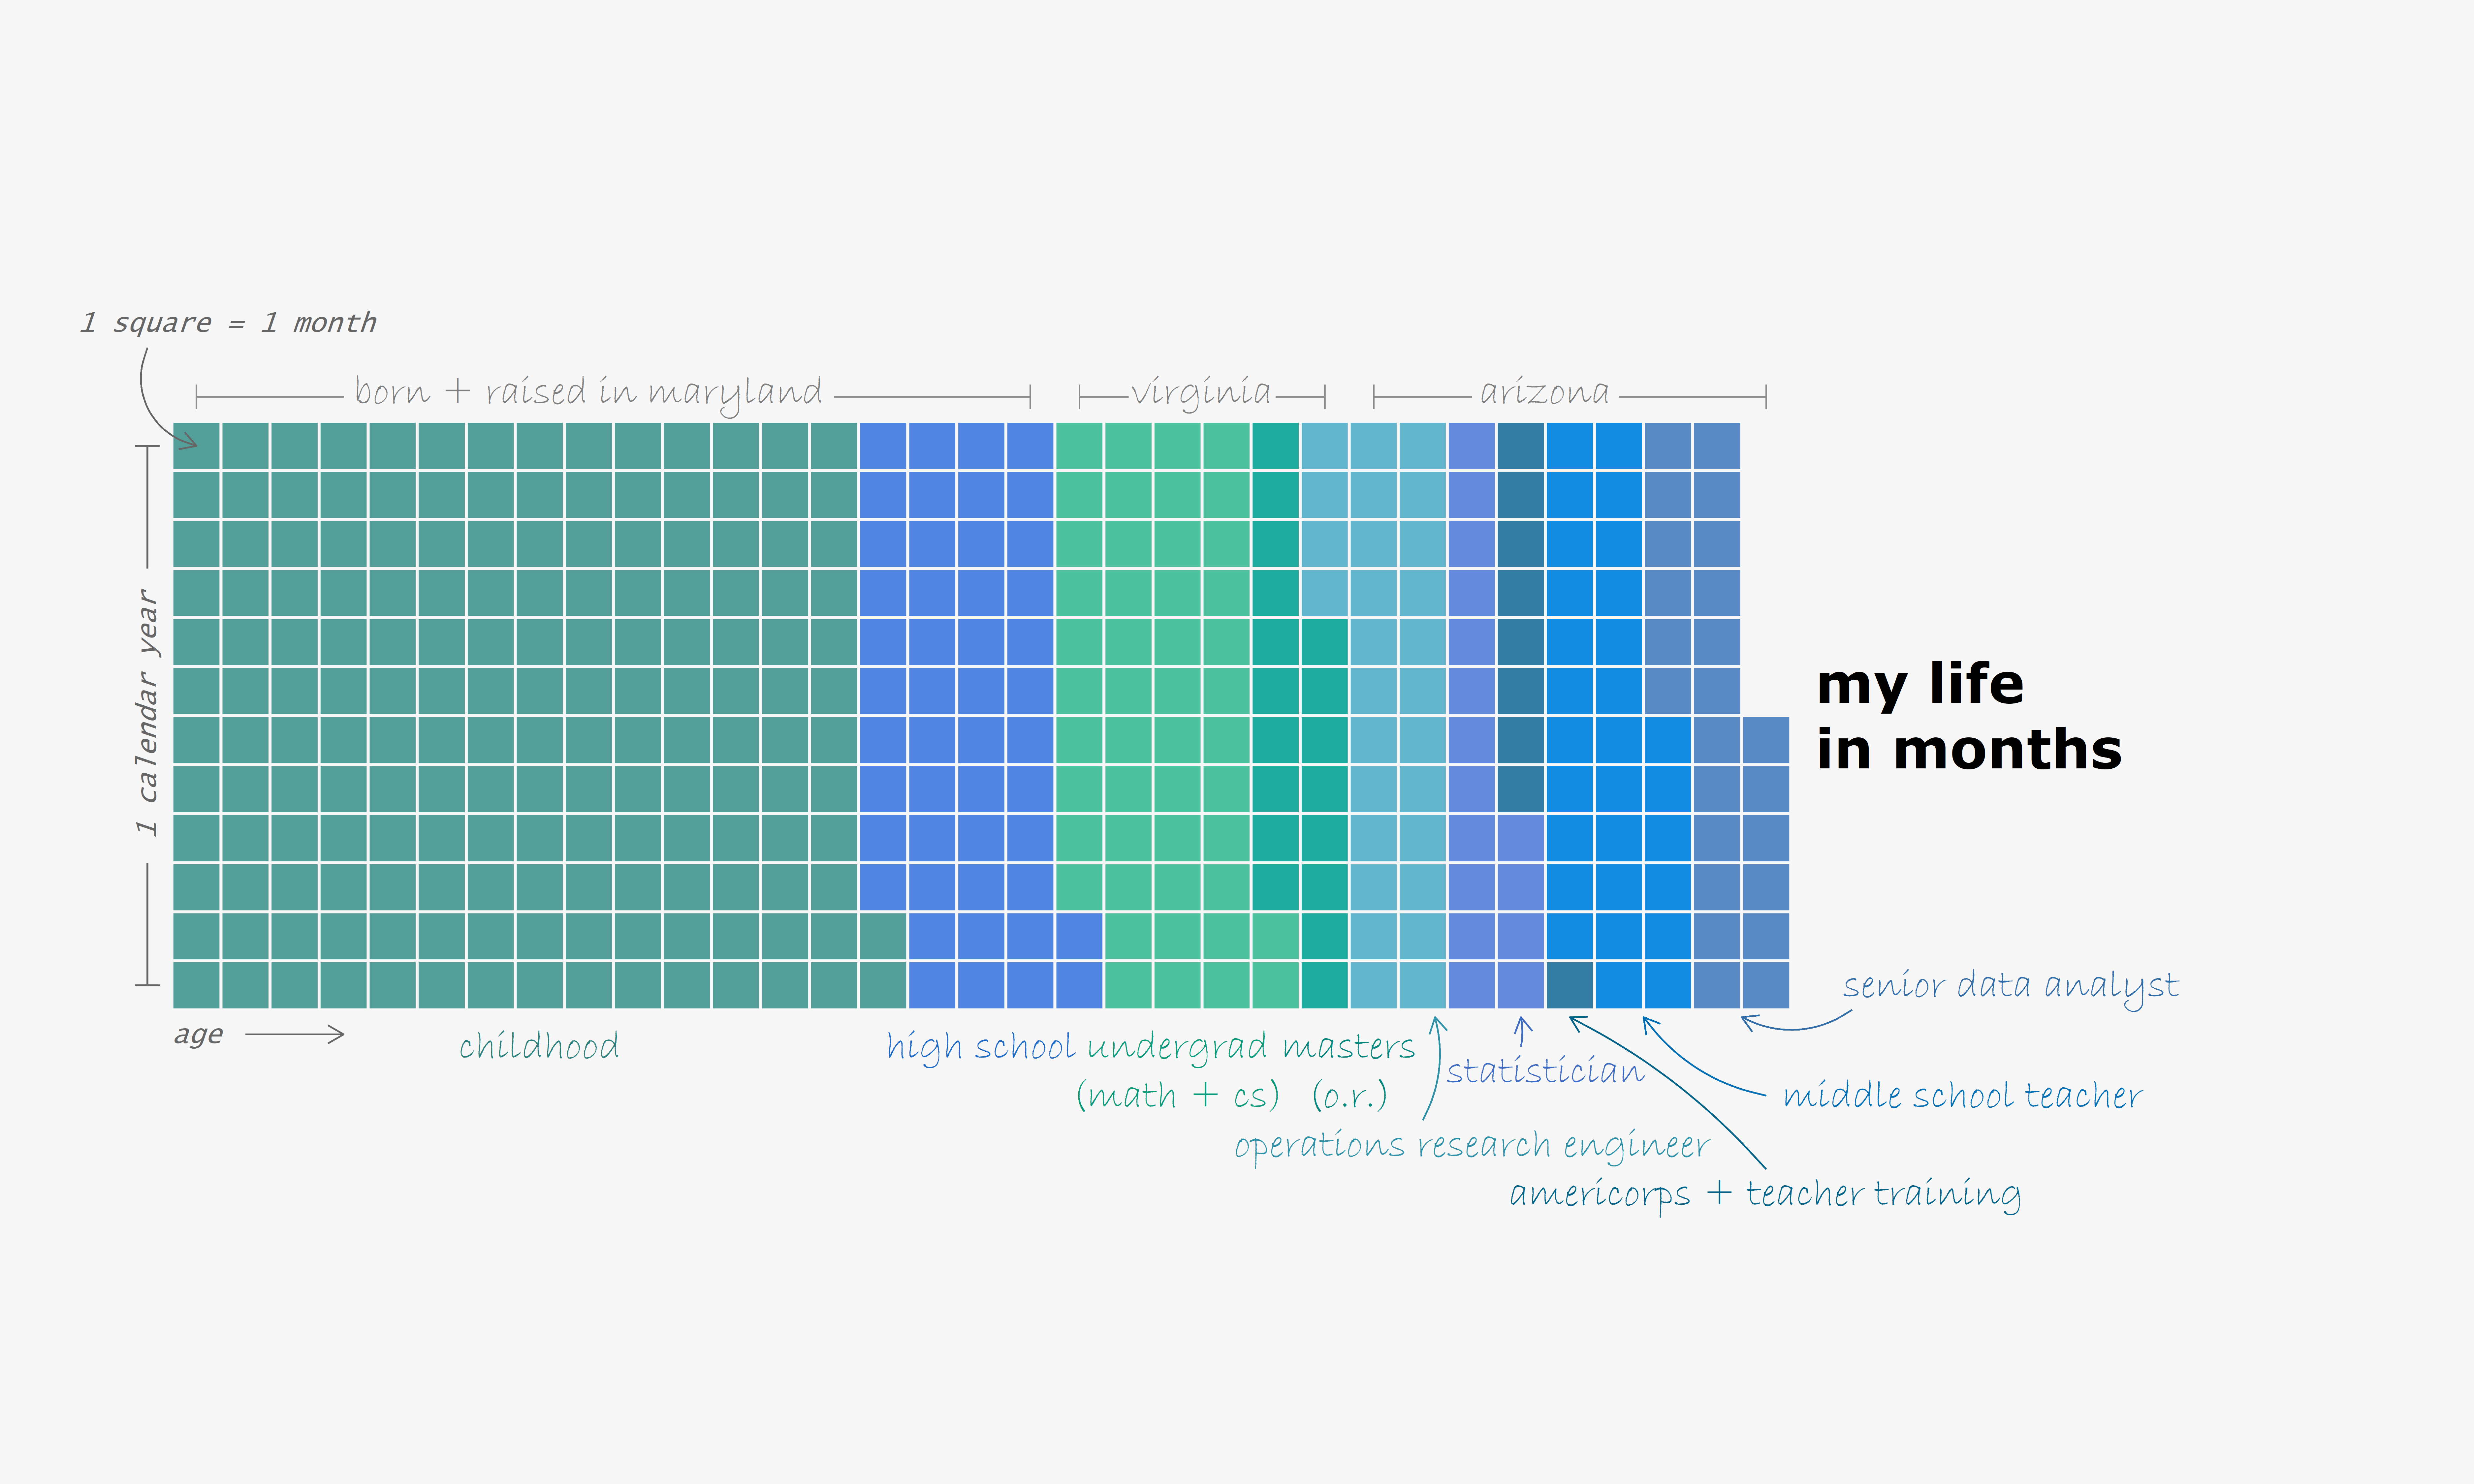 1 square = 1 month
born + raised in maryland
virginia
arizona
1 calendar year
my life
in months
age
childhood
high school
undergrad
(math + cs)
masters
(o.r.)
operations research engineer
statistician
americorps + teacher training
middle school teacher
senior data analyst